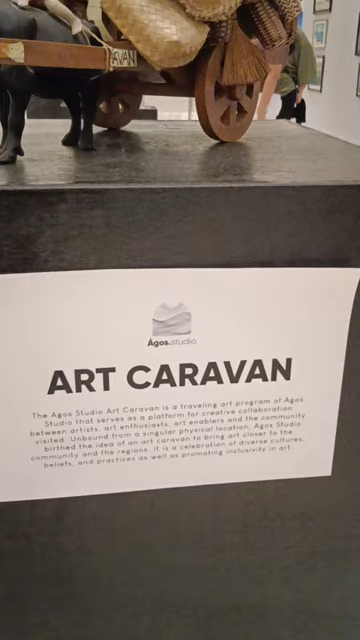 ARAVAN
Ágos.studio
ART CARAVAN
The Agos Studio Art Caravan is a traveling art program of Agos
Studio that serves as a platform for creative collaboration
between artists, art enthusiasts, art enablers and the community
visited. Unbound from a singular physical location, Agos Studio
birthed the idea of an art caravan to bring art closer to the
community and the regions. It is a celebration of diverse cultures,
beliefs, and practices as well as promoting inclusivity in art.